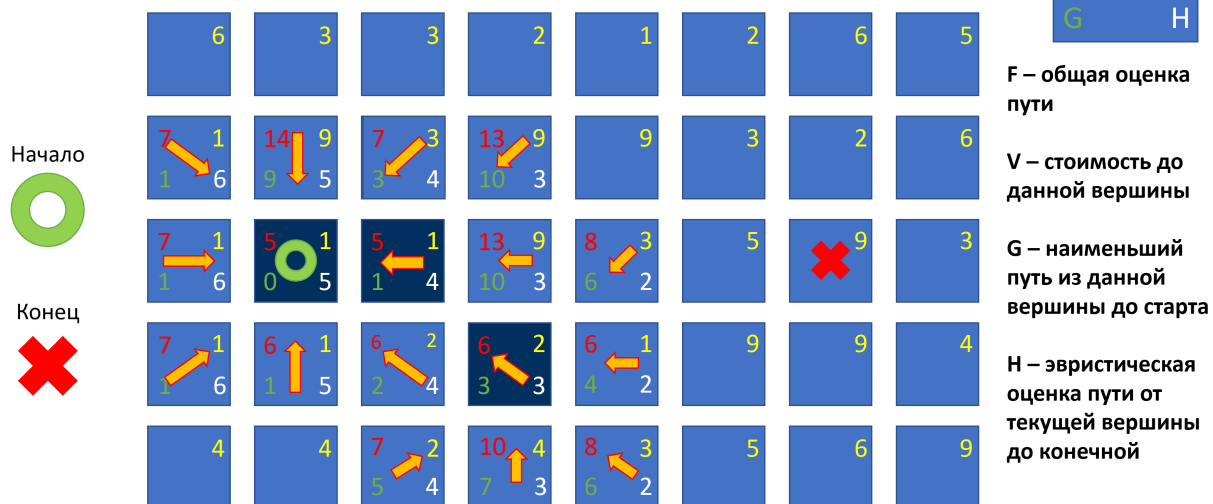 G H
6 3 3 2 1 2 6 5
F – общая оценка
пути
7 1 14 9 7 3 13 9 9 3 2 6
1 6 9 5 3 4 10 3
Начало
V – стоимость до
данной вершины
7 1 5 1 5 1 13 9 8 3 5 9 3
1 6 0 5 1 4 10 3 6 2
G – наименьший
путь из данной
вершины до старта
Конец
7 1 6 1 6 2 6 2 6 1 9 9 4
1 6 1 5 2 4 3 3 4 2
H – эвристическая
оценка пути от
текущей вершины
до конечной
4 4 7 2 10 4 8 3 5 6 9
5 4 7 3 6 2